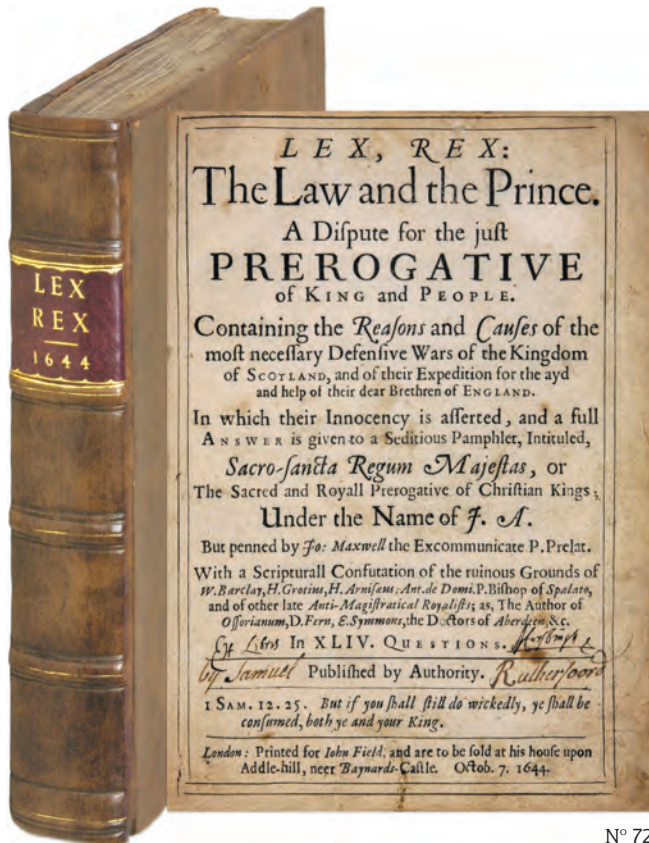 LEX
REX
1644
LEX, REX:
The Law and the Prince.
A Diſpute for the juſt
PREROGATIVE
of KING and PEOPLE.
Containing the Reaſons and Cauſes of the
moſt neceſſary Defenſive Wars of the Kingdom
of SCOTLAND, and of their Expedition for the ayd
and help of their dear Brethren of ENGLAND.
In which their Innocency is aſſerted, and a full
ANSWER is given to a Seditious Pamphlet, Intituled,
Sacro-ſancta Regum Majeſtas, or
The Sacred and Royall Prerogative of Chriſtian Kings;
Under the Name of J. A.
But penned by Jo: Maxwell the Excommunicate P. Prelat.
With a Scripturall Confutation of the ruinous Grounds of
W. Barclay, H. Grotius, H. Arniſæus, Ant. de Domi. P. Biſhop of Spalato,
and of other late Anti-Magiſtratical Royaliſts; as, The Author of
Oſſorianum, D. Fern, E. Symmons, the Doctors of Aberdeen, &c.
Ex Libris In XLIV. QUESTIONS.
by Samuel Publiſhed by Authority. Rutherfoord
1 SAM. 12. 25. But if you ſhall ſtill do wickedly, ye ſhall be
conſumed, both ye and your King.
London: Printed for Iohn Field, and are to be ſold at his houſe upon
Addle-hill, neer Baynards-Caſtle. Octob. 7. 1644.
N° 72